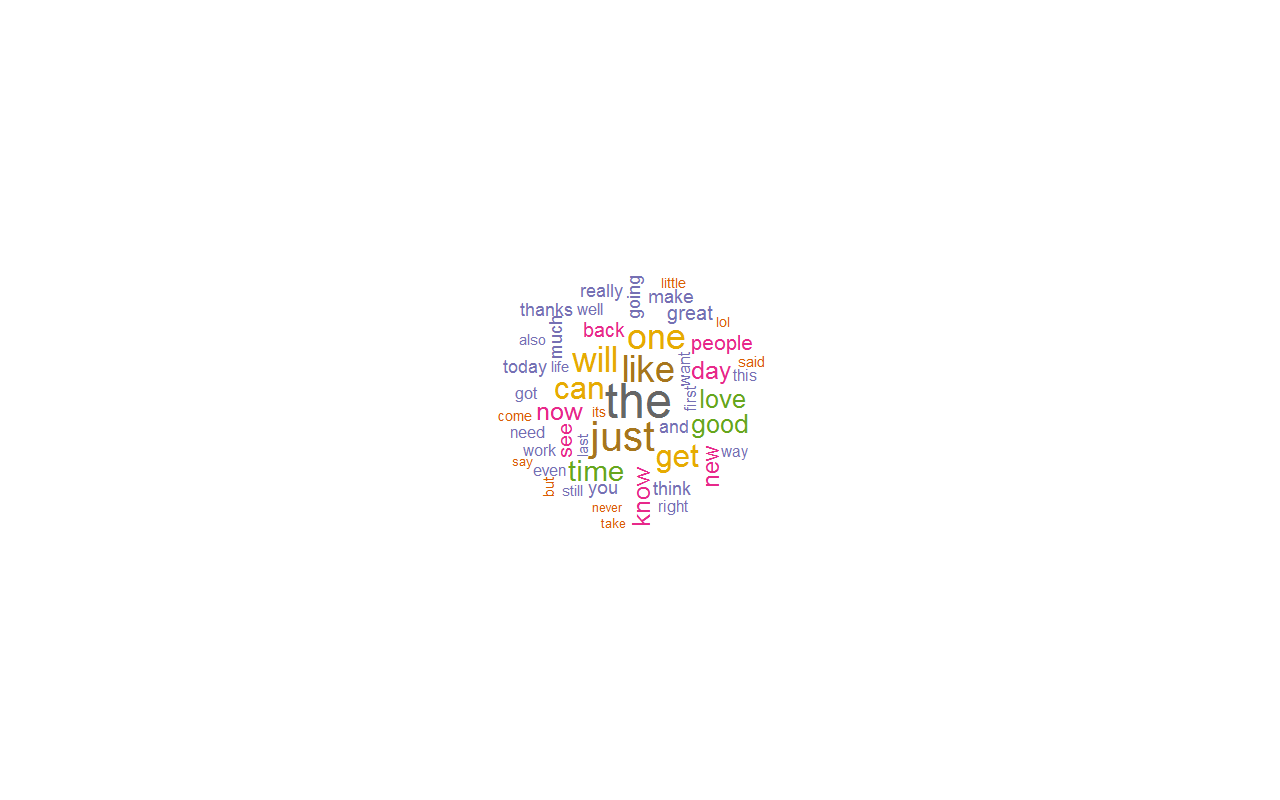 little
really
going
make
thanks
well
great
lol
much
back
one
people
also
will
like
want
said
today
life
day
this
can
the
first
love
got
now
its
come
and
good
need
see
last
just
work
get
new
way
say
even
time
know
but
still
you
think
never
right
take